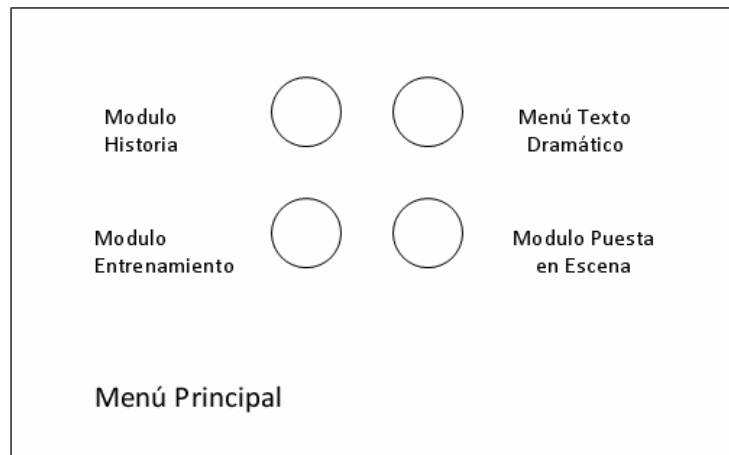 Modulo
Historia
Menú Texto
Dramático
Modulo
Entrenamiento
Modulo Puesta
en Escena
Menú Principal